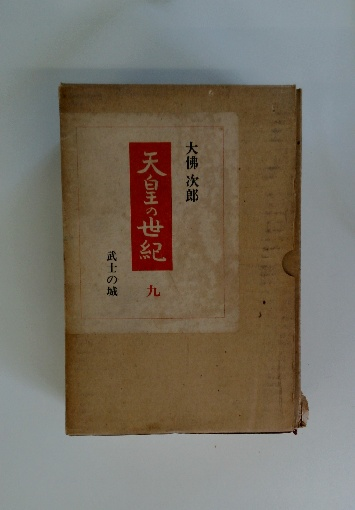 大佛次郎
天皇の世紀
九
武士の城